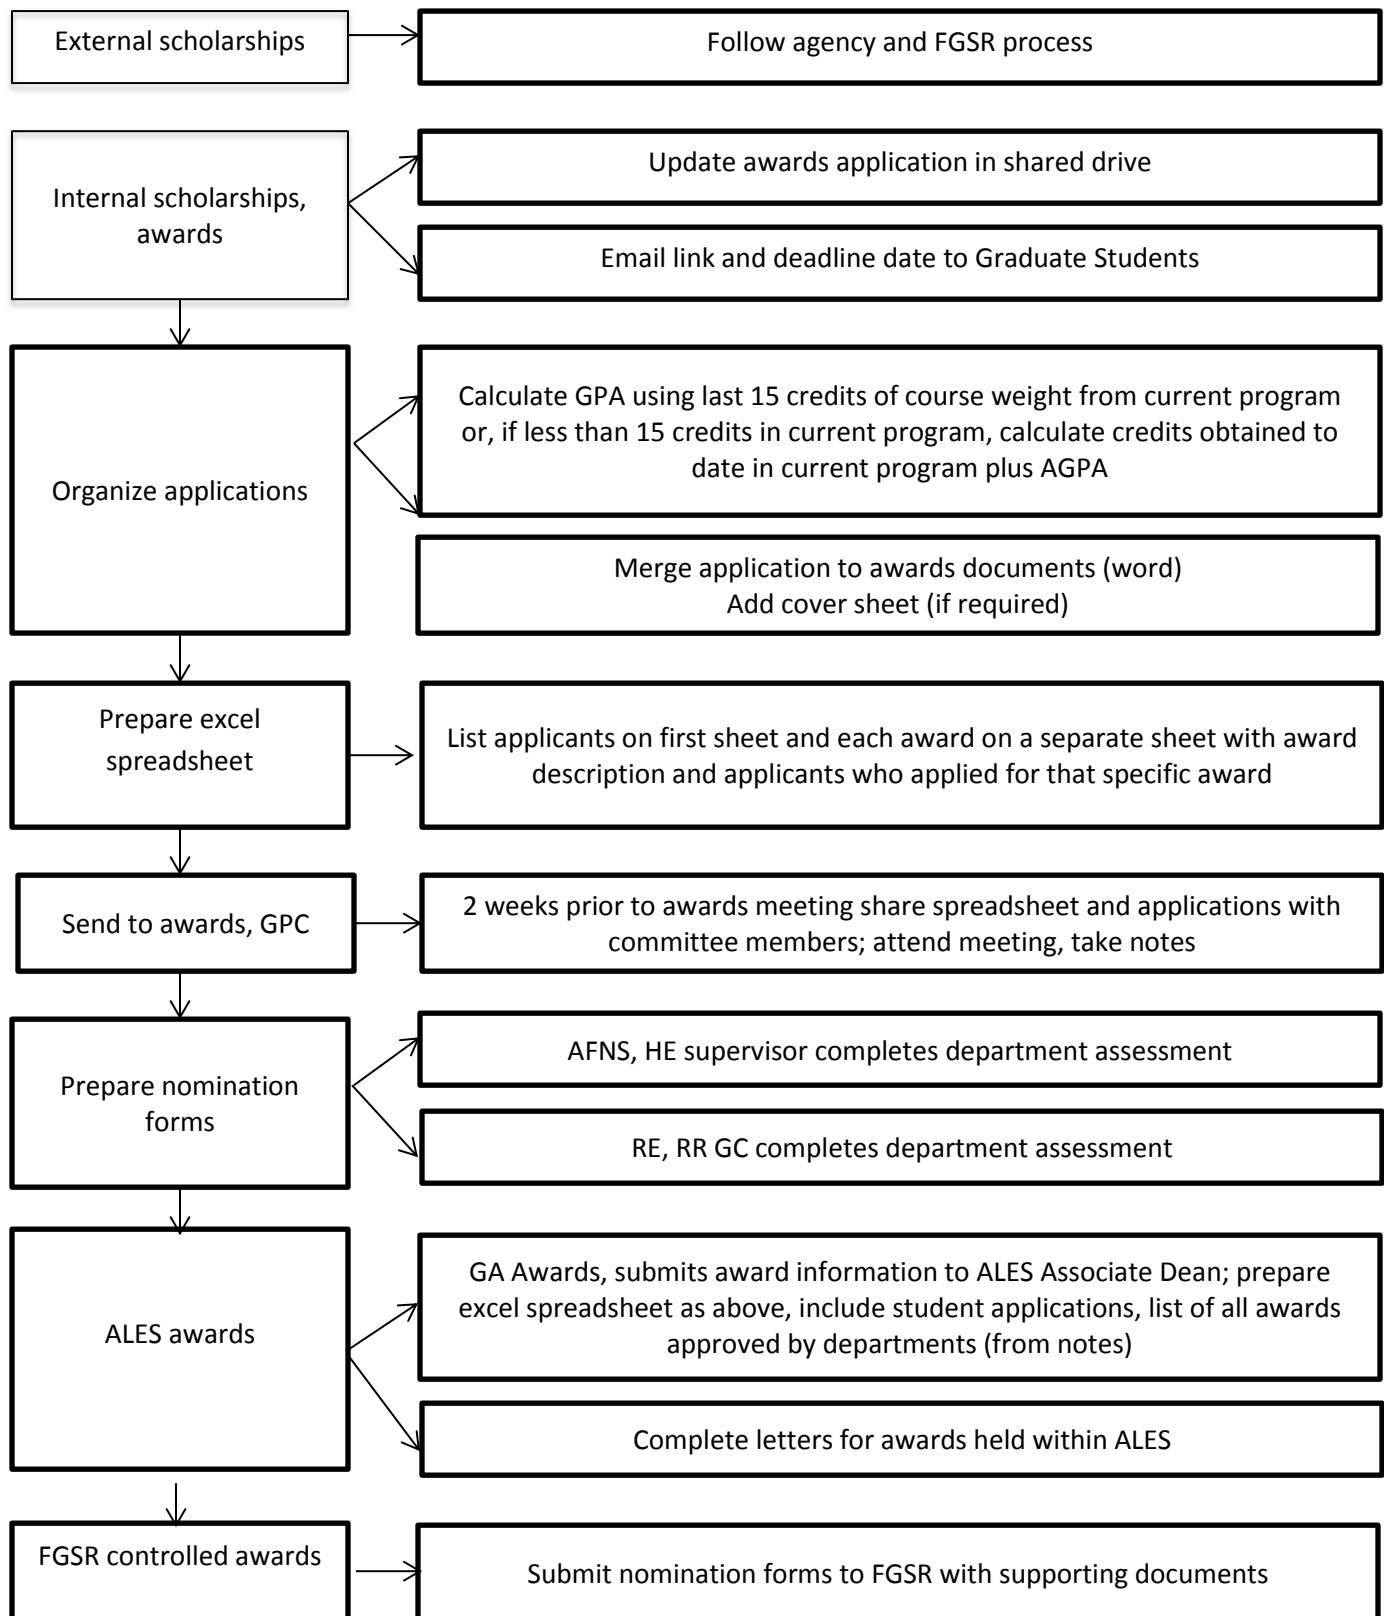 External scholarships
Follow agency and FGSR process
Internal scholarships,
awards
Update awards application in shared drive
Email link and deadline date to Graduate Students
Organize applications
Calculate GPA using last 15 credits of course weight from current program
or, if less than 15 credits in current program, calculate credits obtained to
date in current program plus AGPA
Merge application to awards documents (word)
Add cover sheet (if required)
Prepare excel
spreadsheet
List applicants on first sheet and each award on a separate sheet with award
description and applicants who applied for that specific award
Send to awards, GPC
2 weeks prior to awards meeting share spreadsheet and applications with
committee members; attend meeting, take notes
Prepare nomination
forms
AFNS, HE supervisor completes department assessment
RE, RR GC completes department assessment
ALES awards
GA Awards, submits award information to ALES Associate Dean; prepare
excel spreadsheet as above, include student applications, list of all awards
approved by departments (from notes)
Complete letters for awards held within ALES
FGSR controlled awards
Submit nomination forms to FGSR with supporting documents